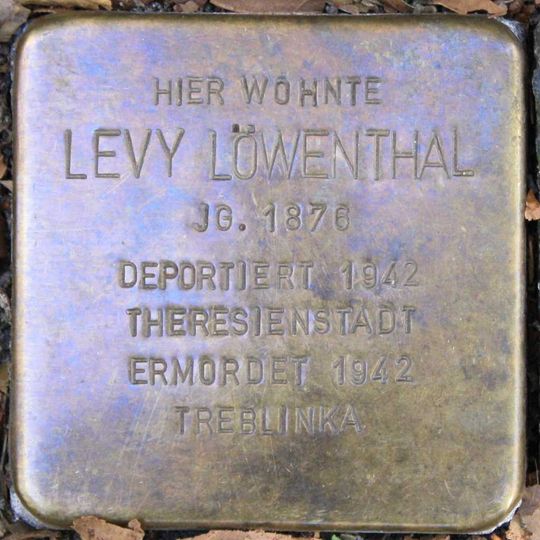 HIER WOHNTE
LEVY LÖWENTHAL
JG. 1876
DEPORTIERT 1942
THERESIENSTADT
ERMORDET 1942
TREBLINKA